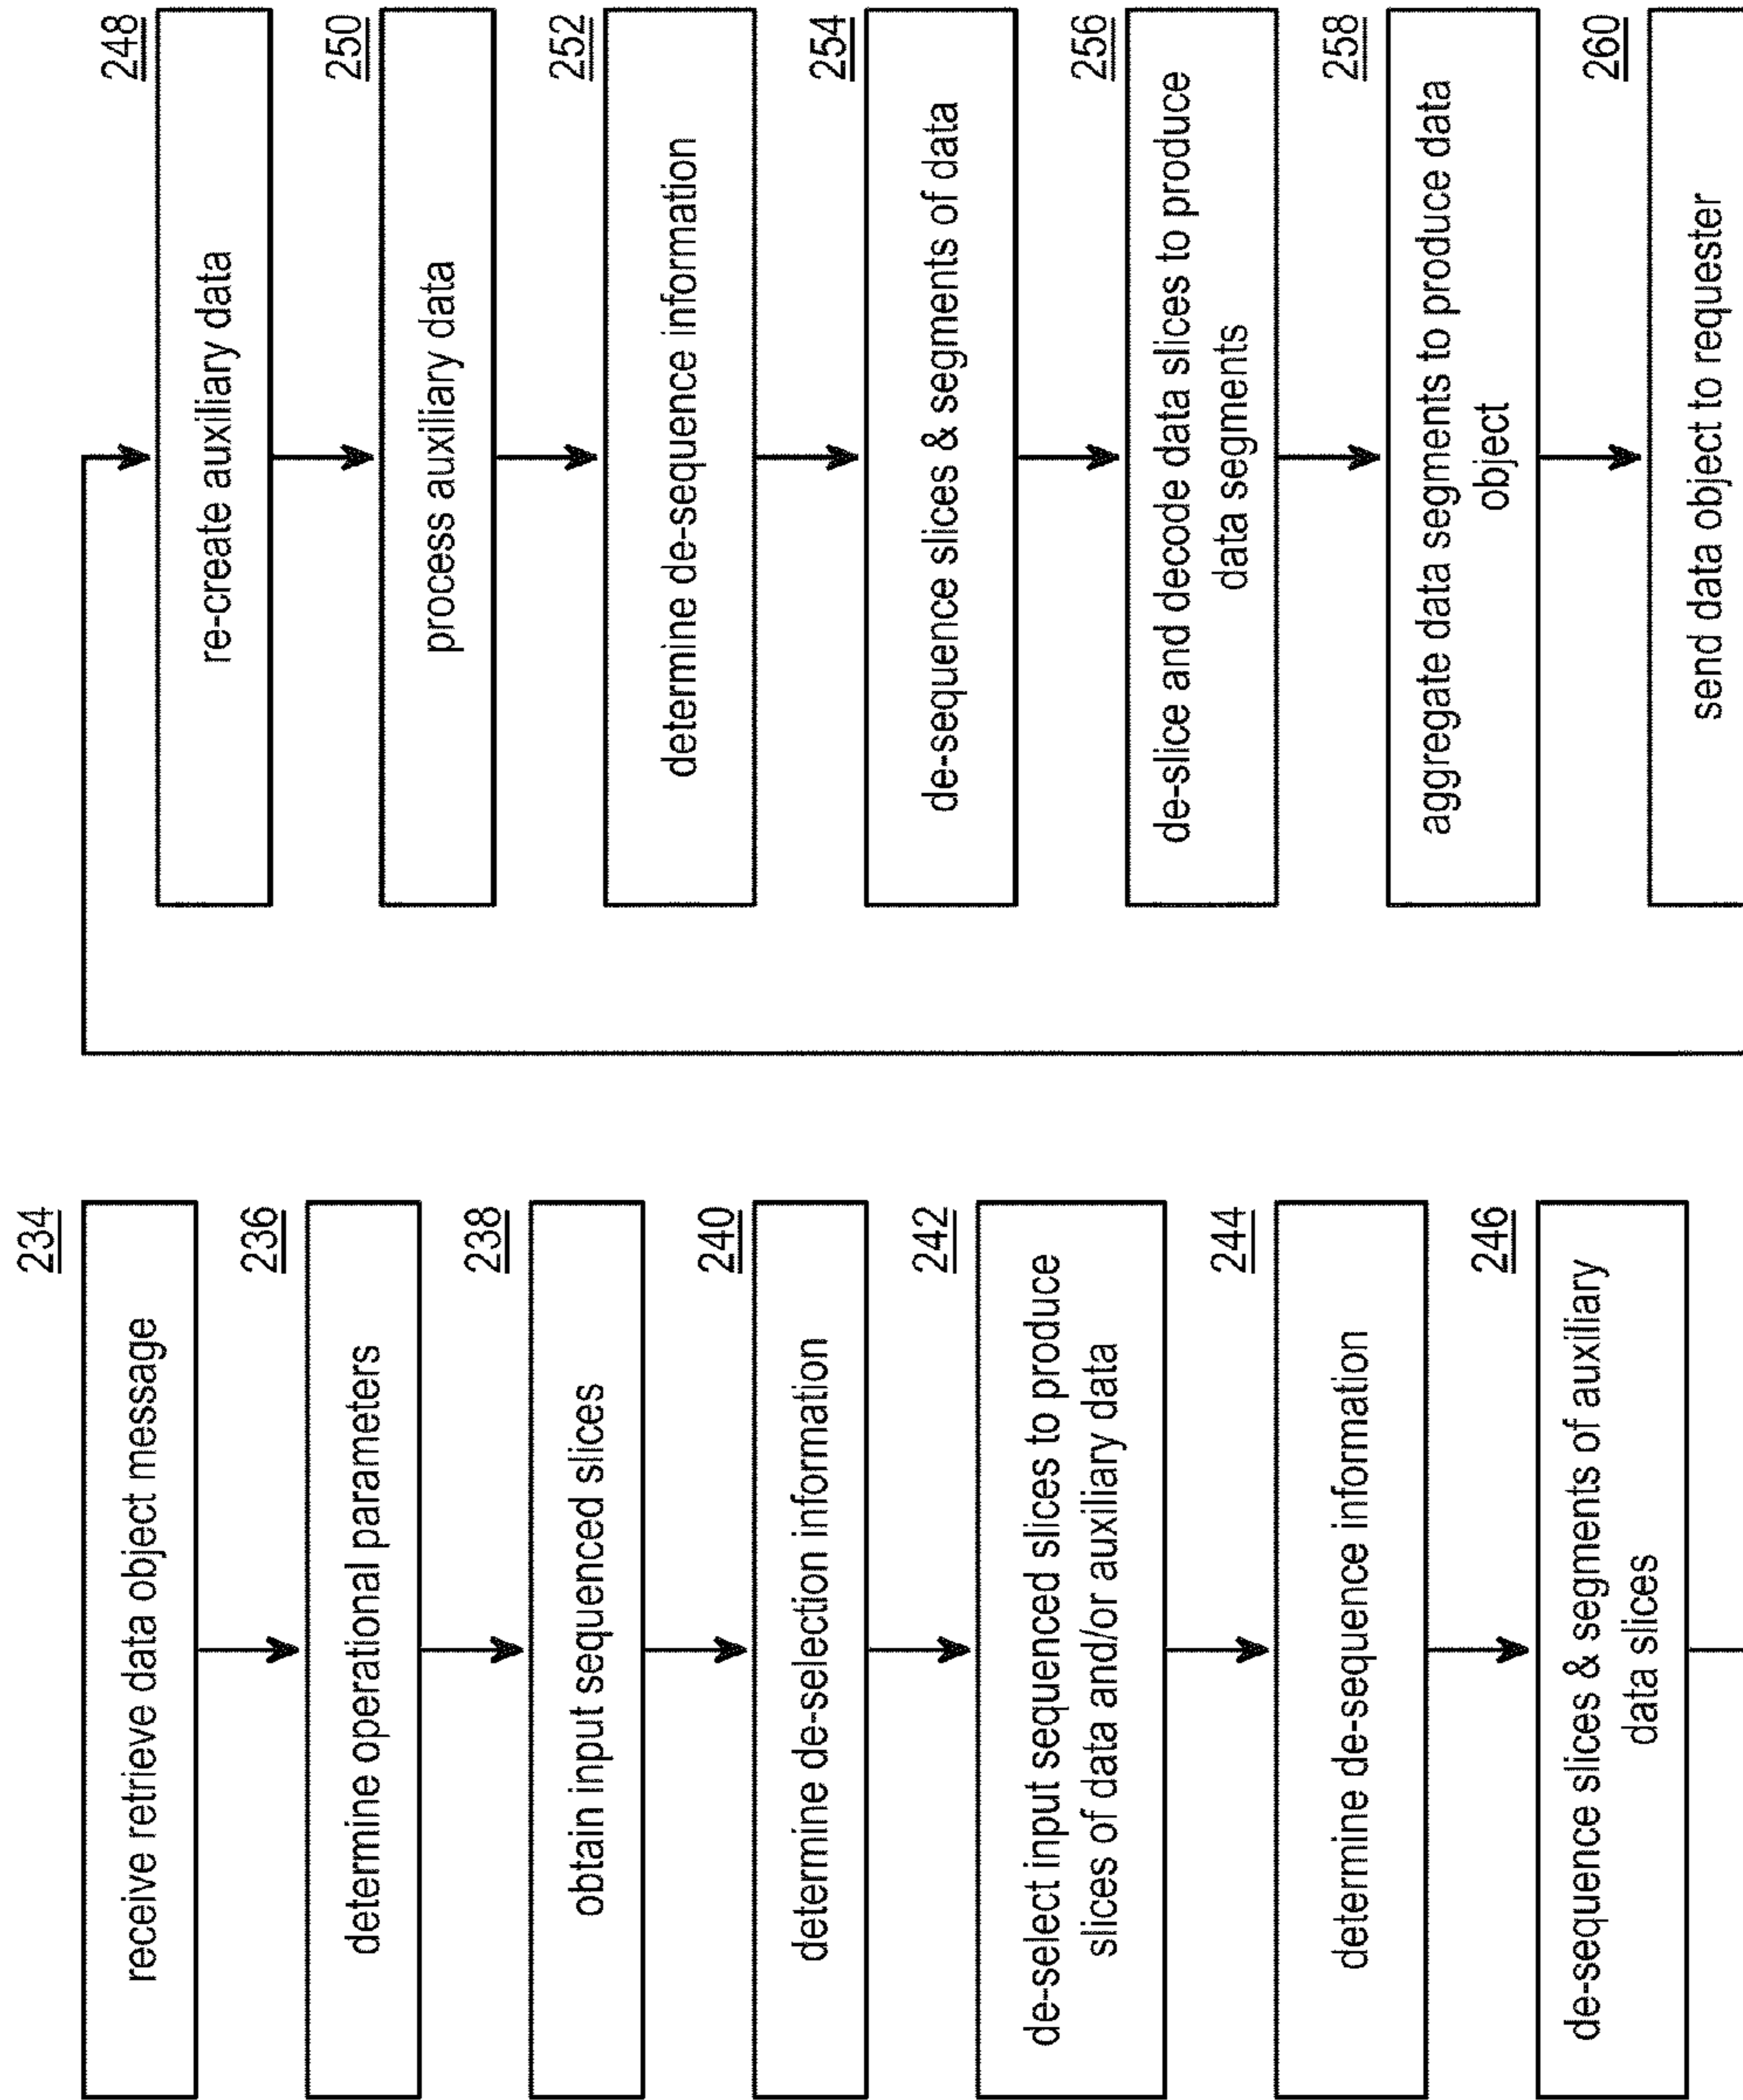 234
receive retrieve data object message
236
determine operational parameters
238
obtain input sequenced slices
240
determine de-selection information
242
de-select input sequenced slices to produce
slices of data and/or auxiliary data
244
determine de-sequence information
246
de-sequence slices & segments of auxiliary
data slices
248
re-create auxiliary data
250
process auxiliary data
252
determine de-sequence information
254
de-sequence slices & segments of data
256
de-slice and decode data slices to produce
data segments
258
aggregate data segments to produce data
object
260
send data object to requester